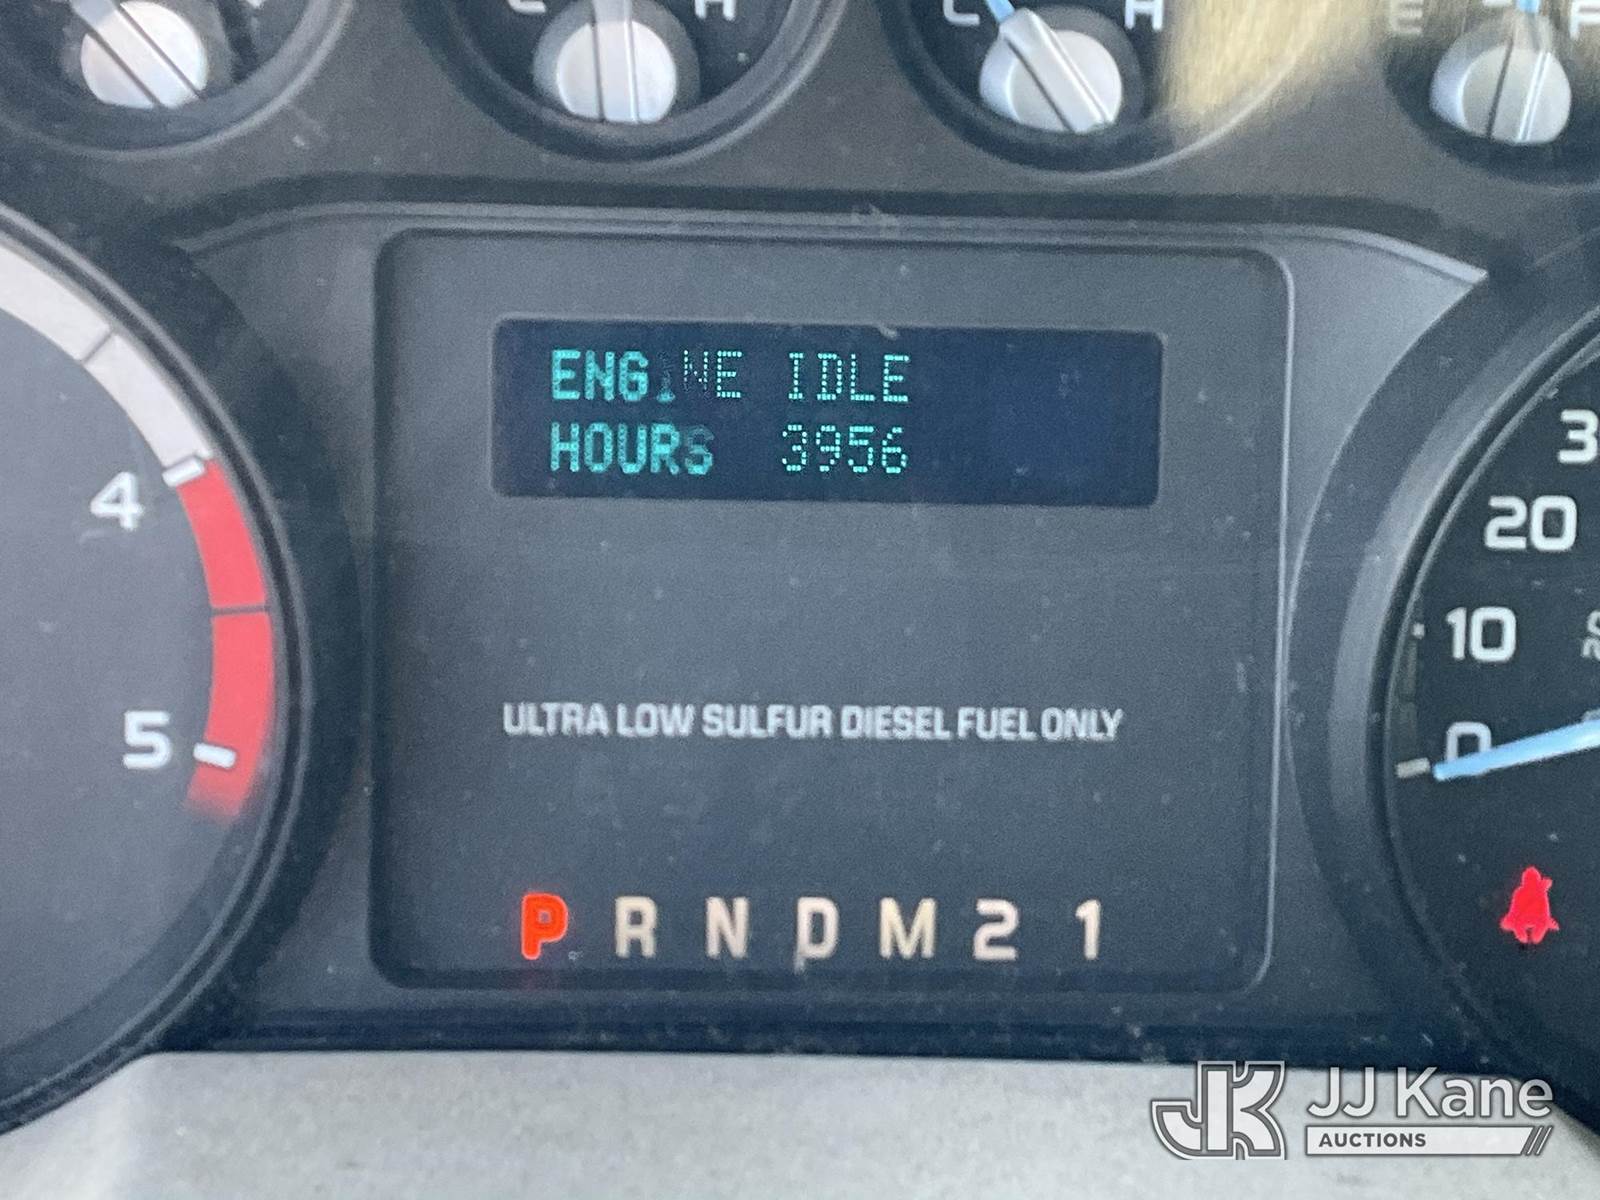 C H
C H
E F
ENGINE IDLE
HOURS 3956
4
5
20
10
0
ULTRA LOW SULFUR DIESEL FUEL ONLY
P R N D M 2 1
JK JJ Kane
AUCTIONS